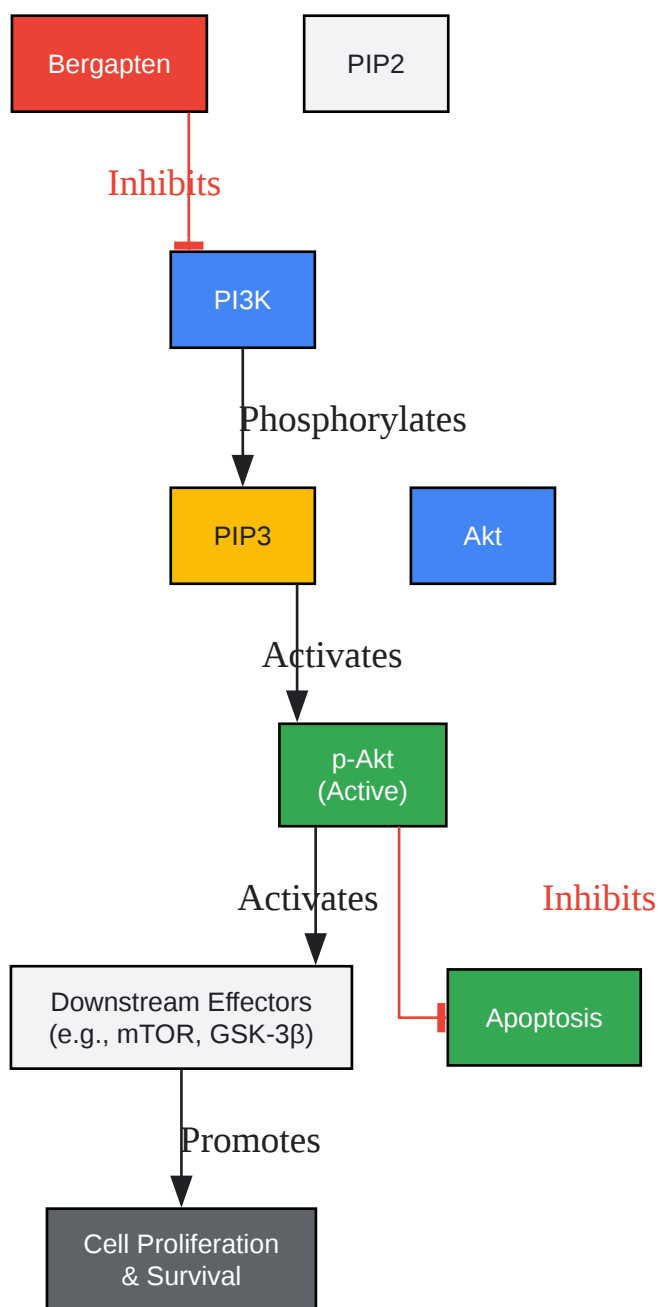 Bergapten
PIP2
Inhibits
PI3K
Phosphorylates
PIP3
Akt
Activates
p-Akt
(Active)
Activates
Inhibits
Downstream Effectors
(e.g., mTOR, GSK-3β)
Apoptosis
Promotes
Cell Proliferation
& Survival